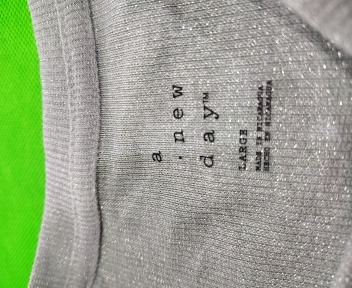 a
. new
day™
LARGE
MADE IN NICARAGUA
HECHO EN NICARAGUA